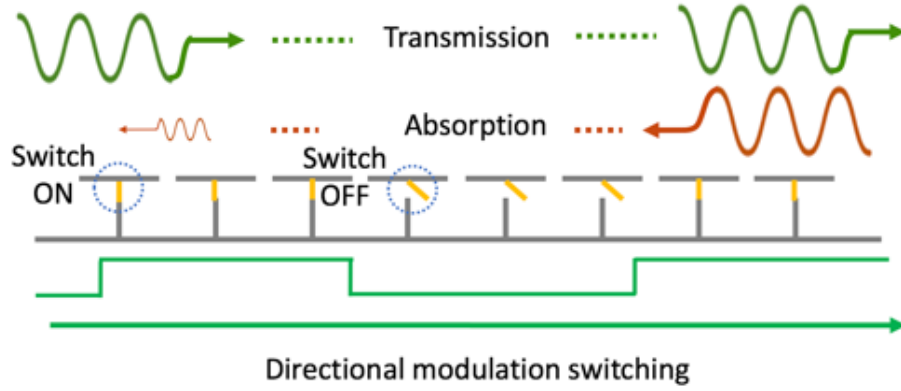 Transmission
Absorption
Switch
ON
Switch
OFF
Directional modulation switching